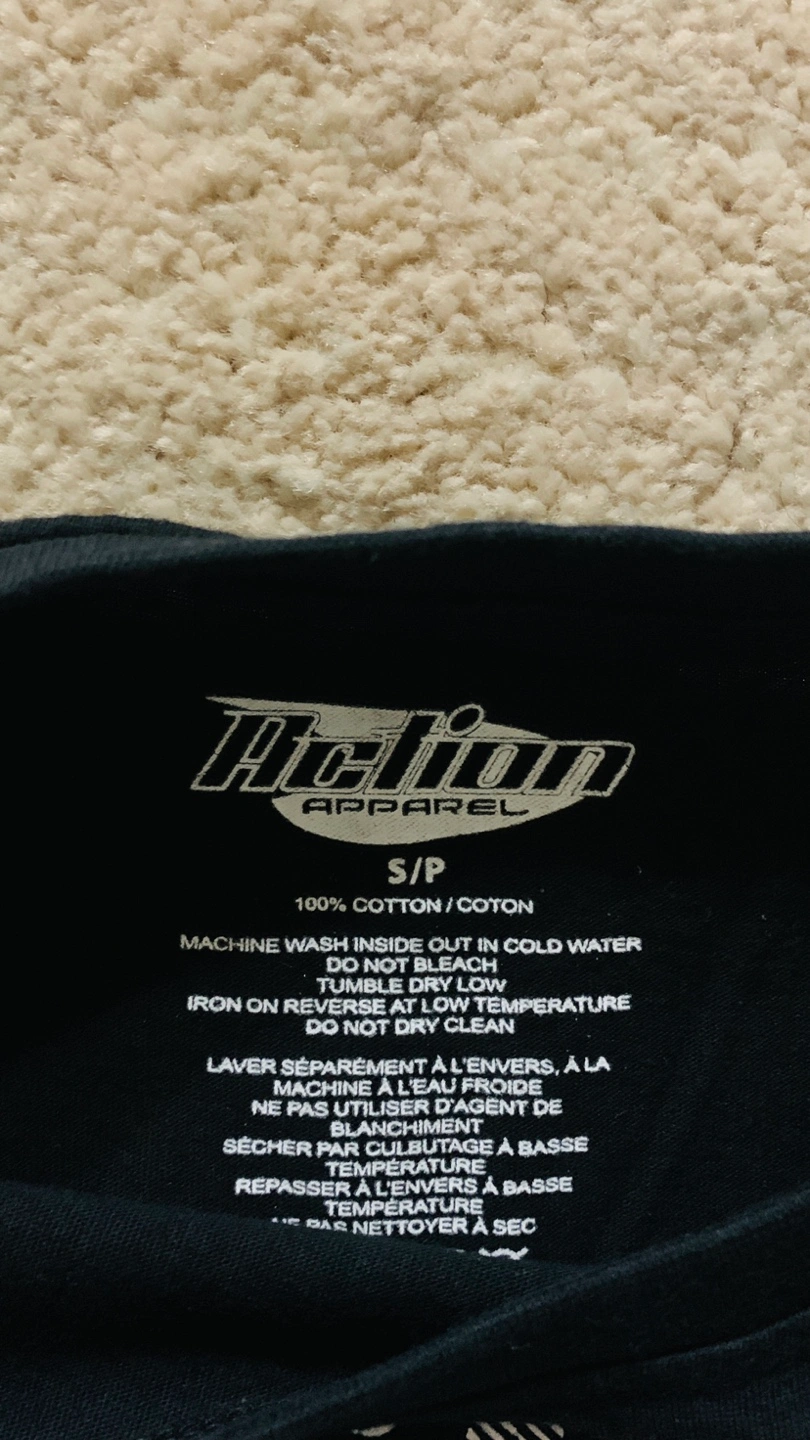 Action
APPAREL
S/P
100% COTTON / COTON
MACHINE WASH INSIDE OUT IN COLD WATER
DO NOT BLEACH
TUMBLE DRY LOW
IRON ON REVERSE AT LOW TEMPERATURE
DO NOT DRY CLEAN
LAVER SÉPARÉMENT À L'ENVERS, À LA
MACHINE À L'EAU FROIDE
NE PAS UTILISER D'AGENT DE
BLANCHIMENT
SÉCHER PAR CULBUTAGE À BASSE
TEMPÉRATURE
REPASSER À L'ENVERS À BASSE
TEMPÉRATURE
NE PAS NETTOYER À SEC